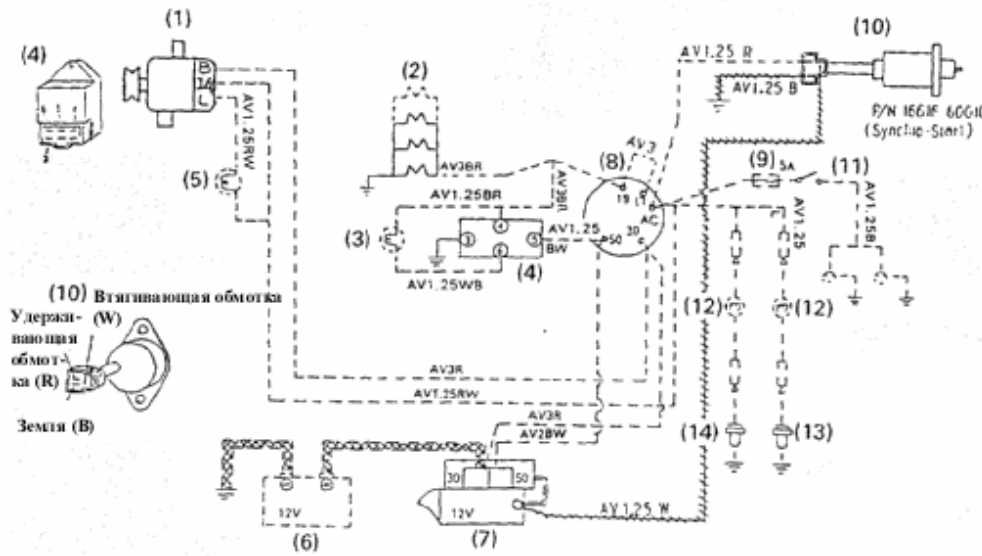 (1)
(4)
B
L
AV1.25RW
(5)
(2)
AV3BR
AV1.25BR
AV3BR
(3)
(4)
AV1.25
BW
AV1.25WB
(8)
AV3
19
AC
30
50
AV1.25 R
AV1.25 B
(10)
(Synchro-Start)
(9)
5A
(11)
AV1.25
AV1.25B
(12)
(12)
(14)
(13)
(10)
Втягивающая обмотка
(W)
Удержи-
вающая
обмот-
ка (R)
Земля (B)
AV3R
AV1.25RW
AV3R
AV2BW
30
50
12V
12V
AV1.25 W
(6)
(7)